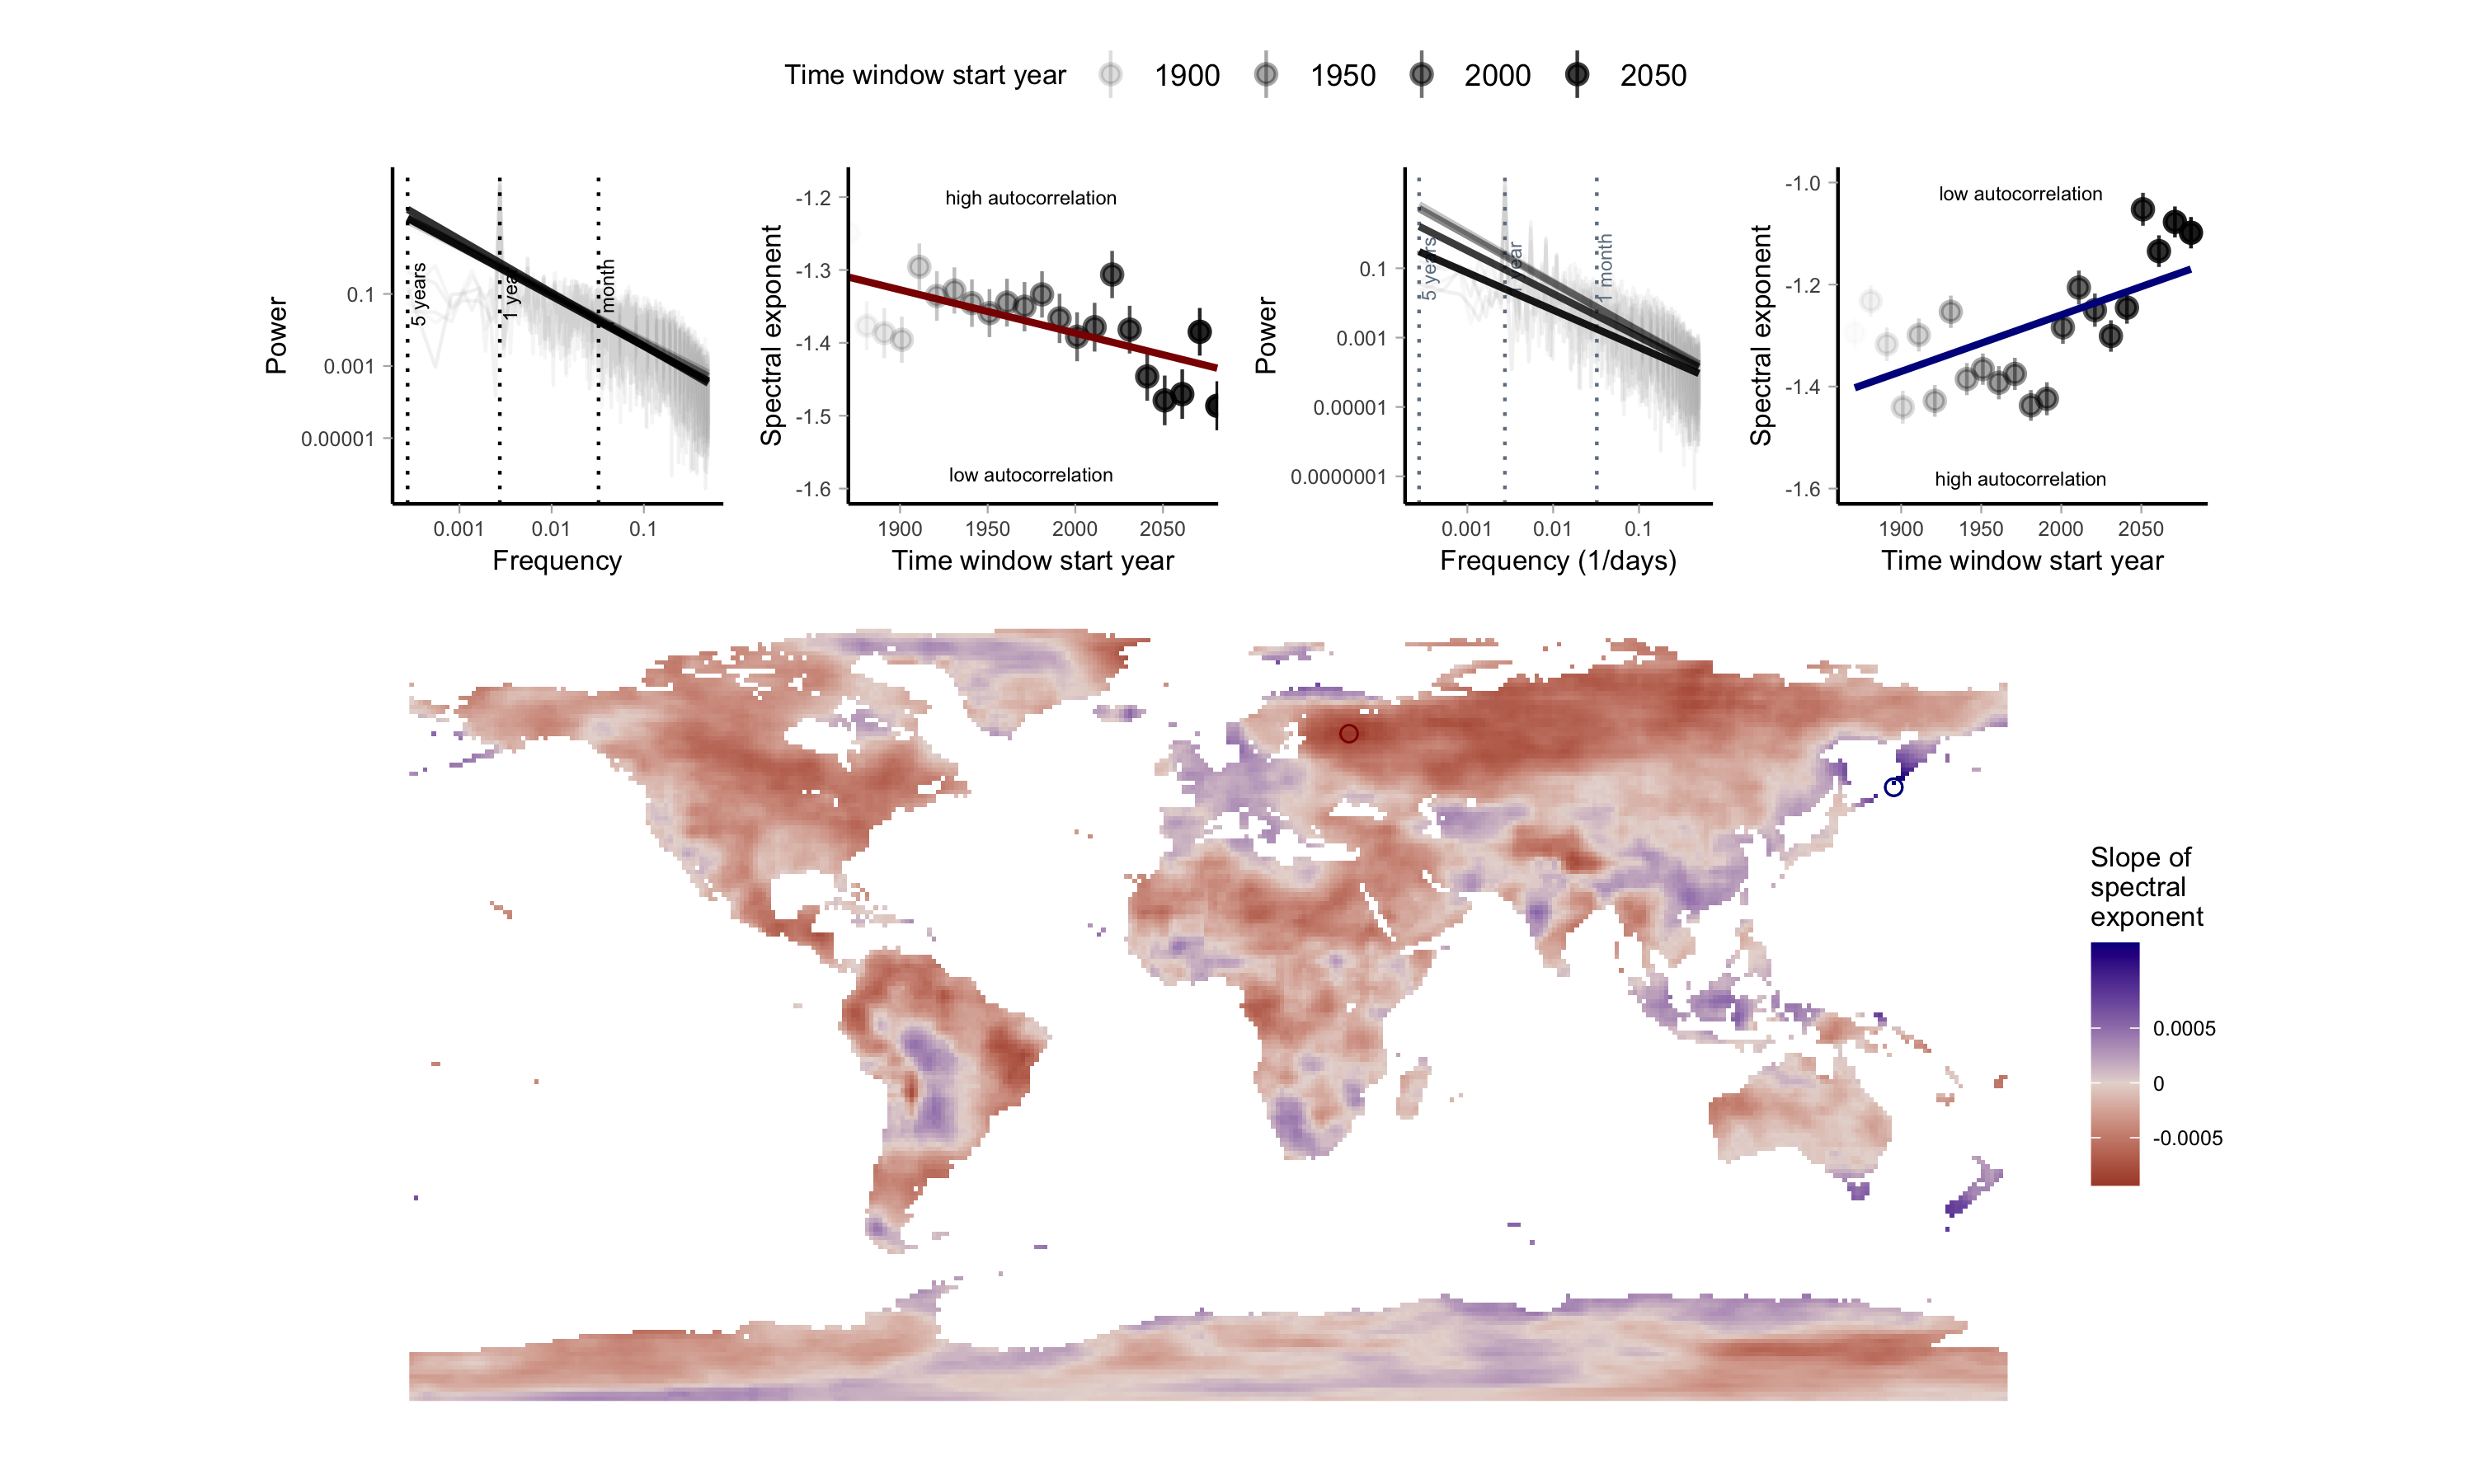 Time window start year 1900 1950 2000 2050
Power
0.1
0.001
0.00001
5 years
1 year
1 month
0.001 0.01 0.1
Frequency
Spectral exponent
-1.2
-1.3
-1.4
-1.5
-1.6
high autocorrelation
low autocorrelation
1900 1950 2000 2050
Time window start year
Power
0.1
0.001
0.00001
0.0000001
5 years
1 year
1 month
0.001 0.01 0.1
Frequency (1/days)
Spectral exponent
-1.0
-1.2
-1.4
-1.6
low autocorrelation
high autocorrelation
1900 1950 2000 2050
Time window start year
Slope of
spectral
exponent
0.0005
0
-0.0005